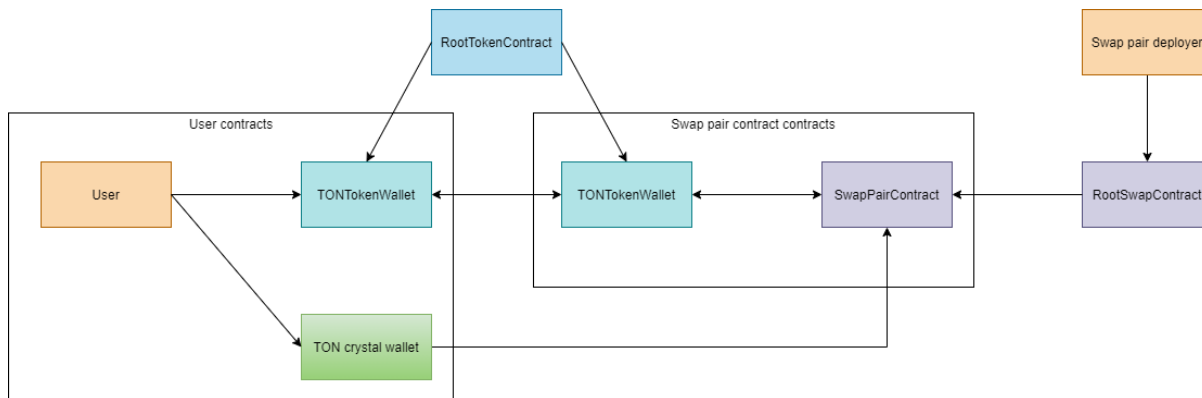 RootTokenContract
Swap pair deployer
User contracts
Swap pair contract contracts
User
TONTokenWallet
TONTokenWallet
SwapPairContract
RootSwapContract
TON crystal wallet